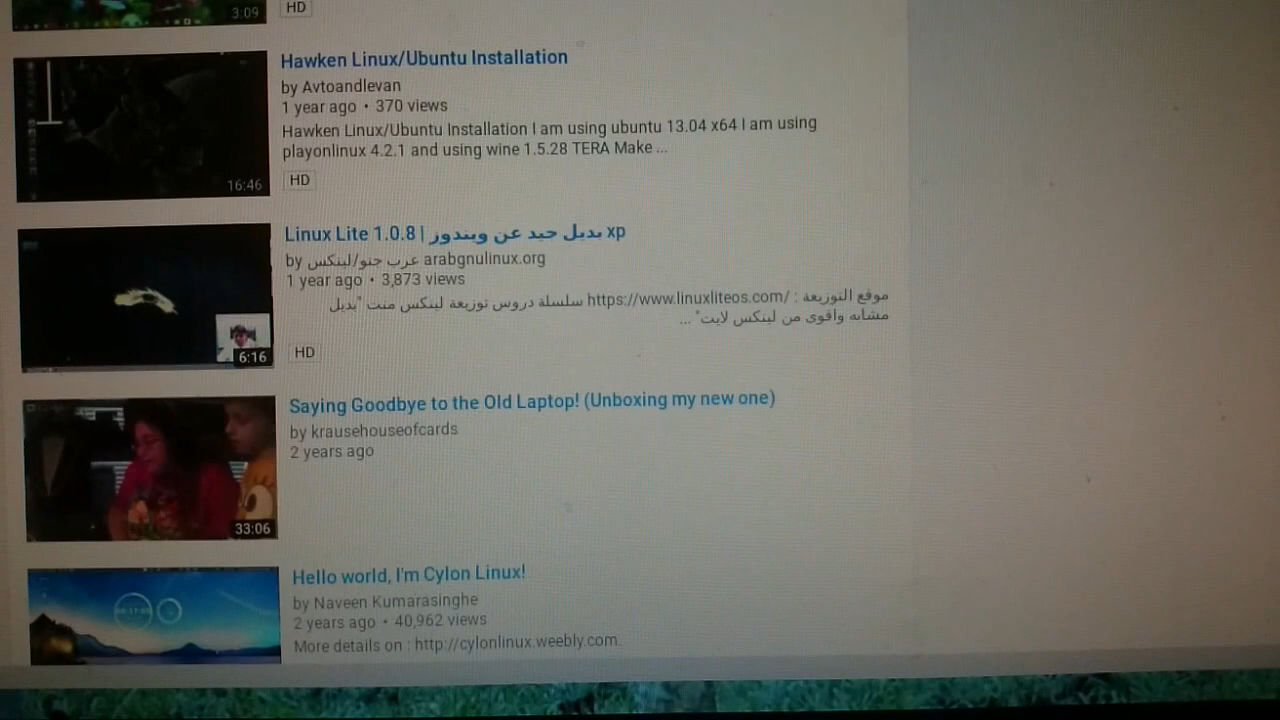 3:09
HD
Hawken Linux/Ubuntu Installation
by Avtoandlevan
1 year ago • 370 views
Hawken Linux/Ubuntu Installation I am using ubuntu 13.04 x64 I am using
playonlinux 4.2.1 and using wine 1.5.28 TERA Make ...
16:46
HD
Linux Lite 1.0.8 | بديل جيد عن ويندوز xp
by عرب جنو/لينكس arabgnulinux.org
1 year ago • 3,873 views
موقع التوزيعة : https://www.linuxliteos.com/ سلسلة دروس توزيعة لينكس منت "بديل
مشابه واقوى من لينكس لايت" ...
6:16
HD
Saying Goodbye to the Old Laptop! (Unboxing my new one)
by krausehouseofcards
2 years ago
33:06
Hello world, I'm Cylon Linux!
by Naveen Kumarasinghe
2 years ago • 40,962 views
More details on : http://cylonlinux.weebly.com.